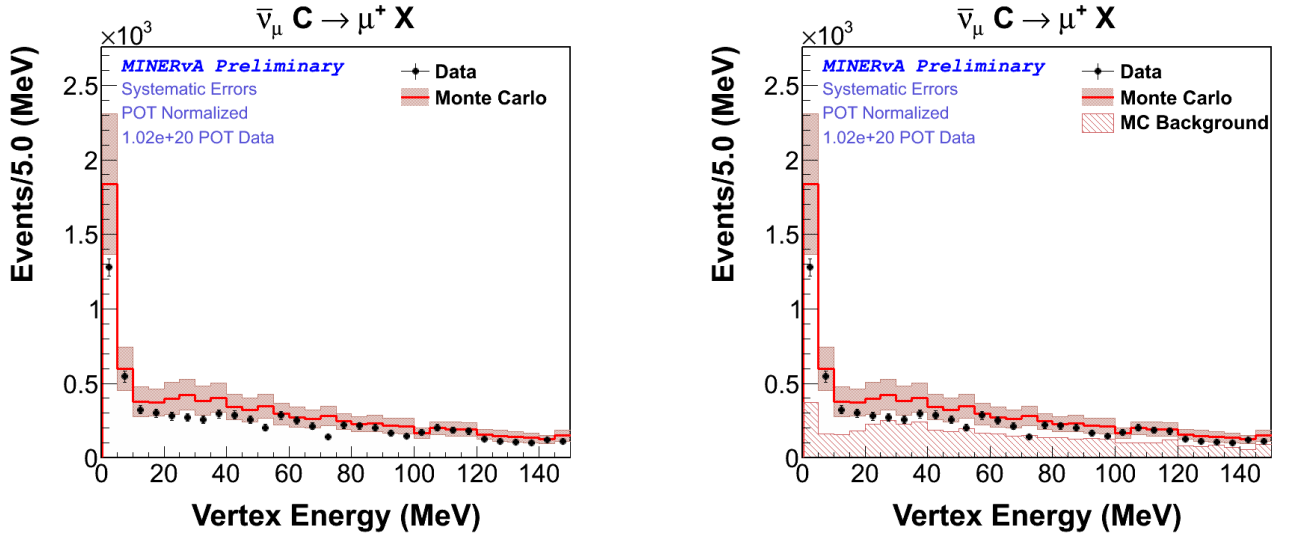 ν̅μ C → μ⁺ X
×10³
MINERvA Preliminary
Systematic Errors
POT Normalized
1.02e+20 POT Data
Data
Monte Carlo
Events/5.0 (MeV)
2.5
2
1.5
1
0.5
0
0 20 40 60 80 100 120 140
Vertex Energy (MeV)
ν̅μ C → μ⁺ X
×10³
MINERvA Preliminary
Systematic Errors
POT Normalized
1.02e+20 POT Data
Data
Monte Carlo
MC Background
Events/5.0 (MeV)
2.5
2
1.5
1
0.5
0
0 20 40 60 80 100 120 140
Vertex Energy (MeV)